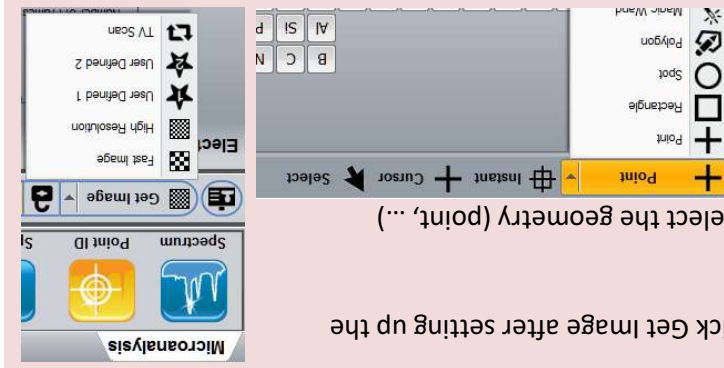 Microanalysis
ck Get Image after setting up the
Spectrum Point ID Sp
elect the geometry (point, ...)
Get Image
Point Instant Cursor Select
Fast Image
Point
Elect
High Resolution
Rectangle
User Defined 1
Spot
B C N
User Defined 2
Polygon
Al Si P
TV Scan
Magic Wand